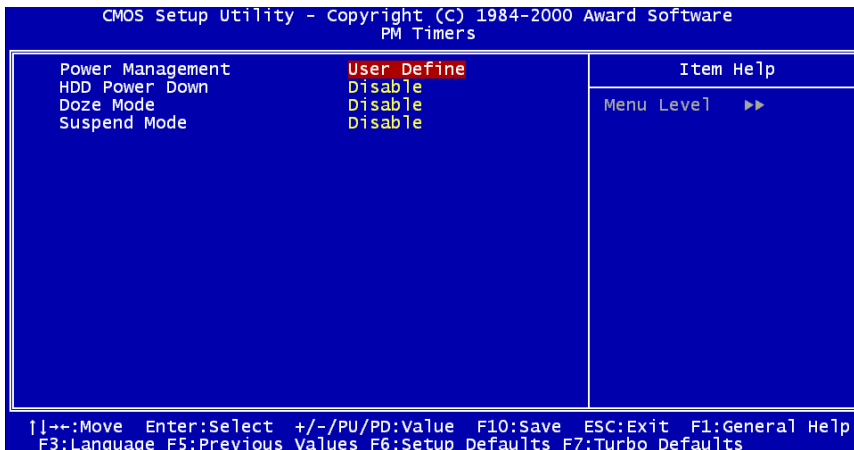 CMOS Setup Utility - Copyright (C) 1984-2000 Award Software
PM Timers
Power Management User Define
HDD Power Down Disable
Doze Mode Disable
Suspend Mode Disable
Item Help
Menu Level ▶▶
↑↓→←:Move Enter:Select +/-/PU/PD:Value F10:Save ESC:Exit F1:General Help
F3:Language F5:Previous Values F6:Setup Defaults F7:Turbo Defaults